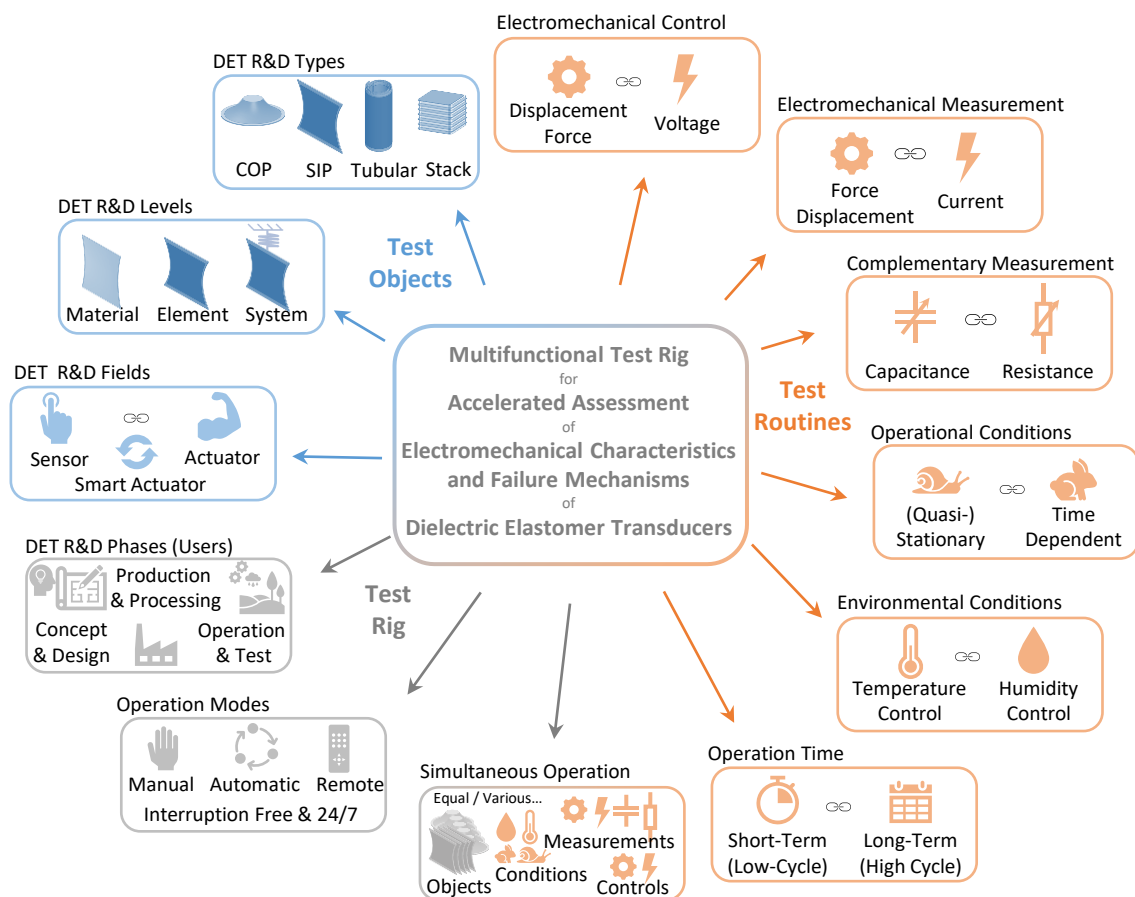 Electromechanical Control
Displacement
Force
Voltage
DET R&D Types
COP
SIP
Tubular
Stack
Electromechanical Measurement
Force
Displacement
Current
DET R&D Levels
Material
Element
System
Test
Objects
Complementary Measurement
Capacitance
Resistance
DET R&D Fields
Sensor
Actuator
Smart Actuator
Multifunctional Test Rig
for
Accelerated Assessment
of
Electromechanical Characteristics
and Failure Mechanisms
of
Dielectric Elastomer Transducers
Test
Routines
Operational Conditions
(Quasi-)
Stationary
Time
Dependent
DET R&D Phases (Users)
Production
& Processing
Concept
& Design
Operation
& Test
Test
Rig
Environmental Conditions
Temperature
Control
Humidity
Control
Operation Modes
Manual
Automatic
Remote
Interruption Free & 24/7
Simultaneous Operation
Equal / Various...
Measurements
Objects
Conditions
Controls
Operation Time
Short-Term
(Low-Cycle)
Long-Term
(High Cycle)